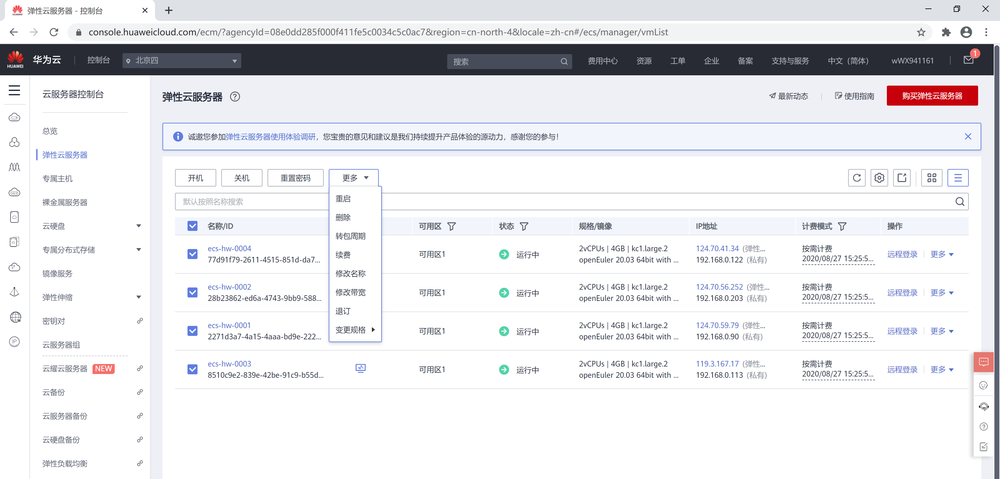 弹性云服务器 - 控制台
console.huaweicloud.com/ecm/?agencyId=08e0dd285f000f411fe5c0034c5c0ac7&region=cn-north-4&locale=zh-cn#/ecs/manager/vmList
HUAWEI 华为云 控制台 北京四 搜索 费用中心 资源 工单 企业 备案 支持与服务 中文（简体） wWX941161 1
云服务器控制台
总览
弹性云服务器
专属主机
裸金属服务器
云硬盘
专属分布式存储
镜像服务
弹性伸缩
密钥对
云服务器组
云耀云服务器 NEW
云备份
云服务器备份
云硬盘备份
弹性负载均衡
弹性云服务器
最新动态 使用指南 购买弹性云服务器
诚邀您参加弹性云服务器使用体验调研，您宝贵的意见和建议是我们持续提升产品体验的源动力，感谢您的参与！
开机 关机 重置密码 更多
重启
删除
转包周期
续费
修改名称
修改带宽
退订
变更规格
默认按照名称搜索
名称/ID 可用区 状态 规格/镜像 IP地址 计费模式 操作
ecs-hw-0004 可用区1 运行中 2vCPUs | 4GB | kc1.large.2 124.70.41.34 (弹性... 按需计费 远程登录 更多
77d91f79-2611-4515-851d-da7... openEuler 20.03 64bit with ... 192.168.0.122 (私有) 2020/08/27 15:25:5...
ecs-hw-0002 可用区1 运行中 2vCPUs | 4GB | kc1.large.2 124.70.56.252 (弹性... 按需计费 远程登录 更多
28b23862-ed6a-4743-9bb9-588... openEuler 20.03 64bit with ... 192.168.0.203 (私有) 2020/08/27 15:25:5...
ecs-hw-0001 可用区1 运行中 2vCPUs | 4GB | kc1.large.2 124.70.59.79 (弹性... 按需计费 远程登录 更多
2271d3a7-4a15-4aaa-bd9e-222... openEuler 20.03 64bit with ... 192.168.0.90 (私有) 2020/08/27 15:25:5...
ecs-hw-0003 可用区1 运行中 2vCPUs | 4GB | kc1.large.2 119.3.167.17 (弹性... 按需计费 远程登录 更多
8510c9e2-839e-42be-91c9-b55d... openEuler 20.03 64bit with ... 192.168.0.113 (私有) 2020/08/27 15:25:5...